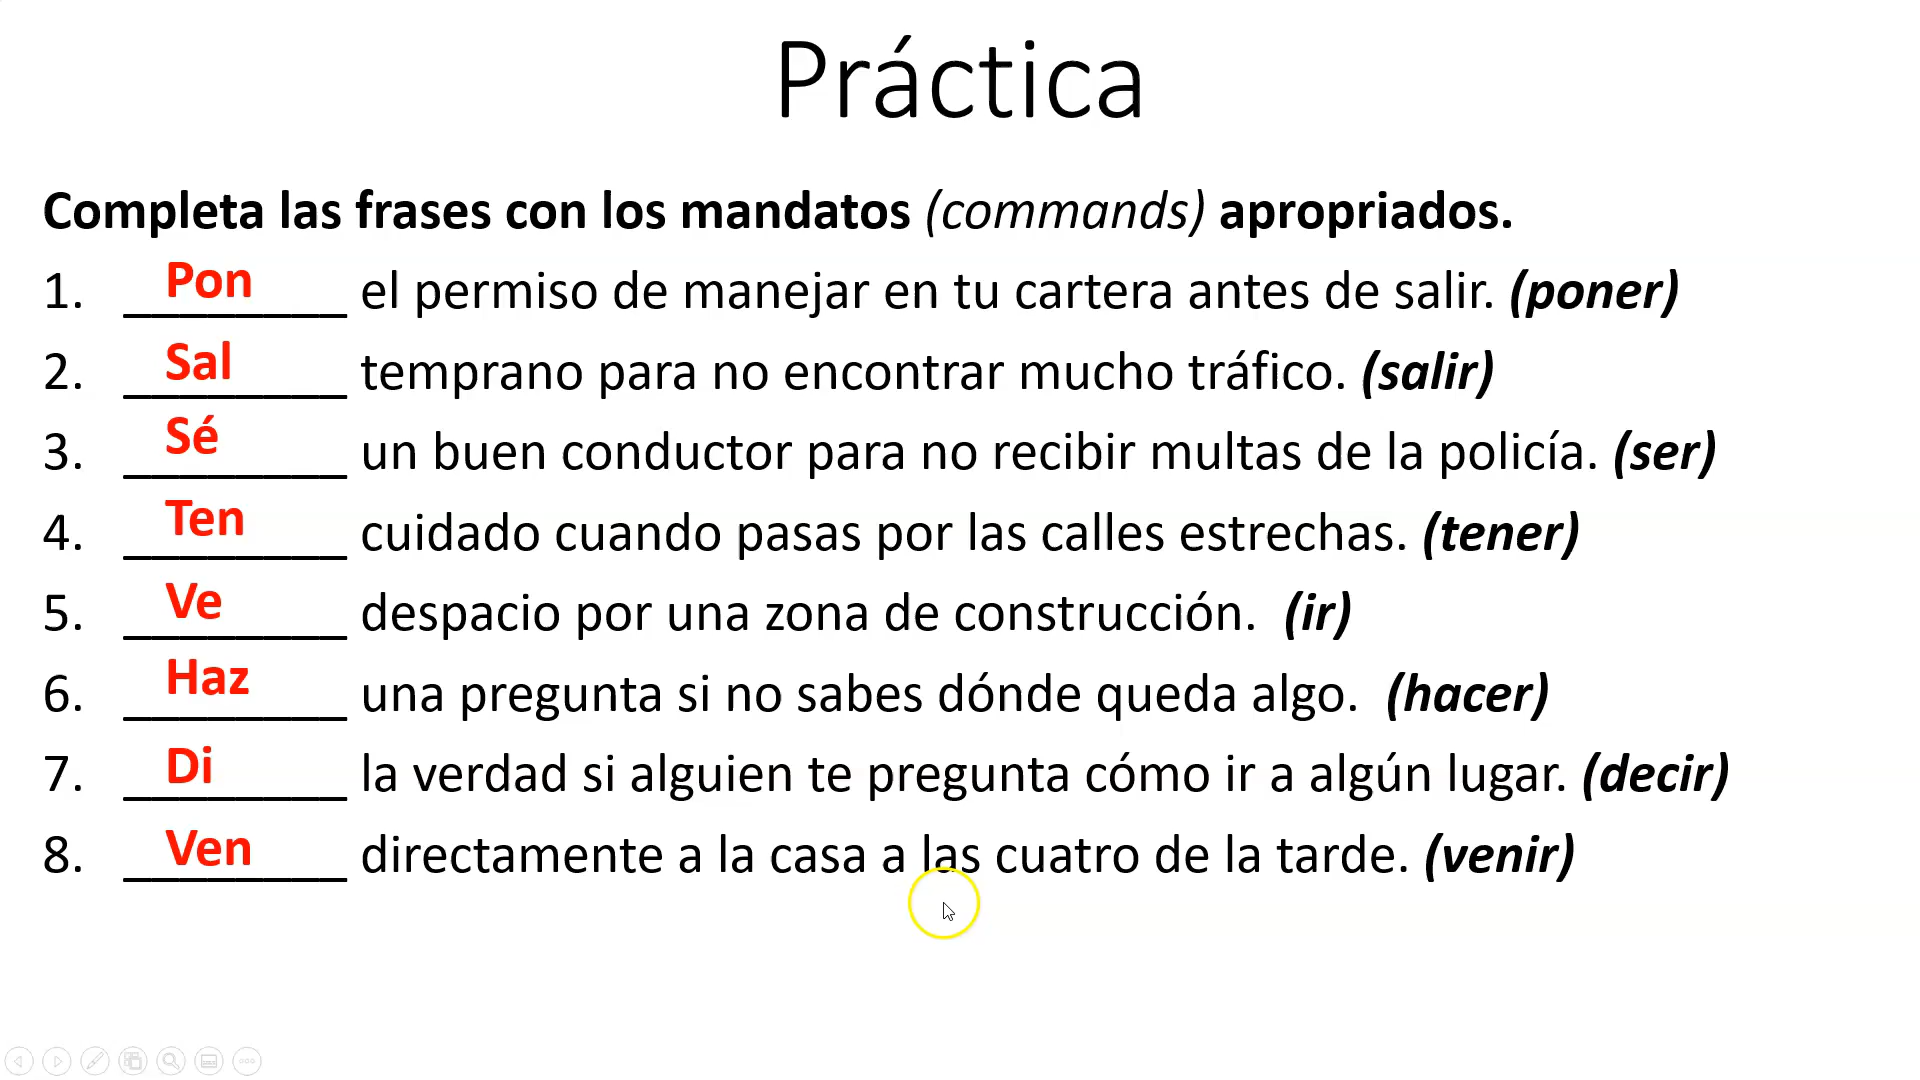 Práctica
Completa las frases con los mandatos (commands) apropiados.
1. Pon el permiso de manejar en tu cartera antes de salir. (poner)
2. Sal temprano para no encontrar mucho tráfico. (salir)
3. Sé un buen conductor para no recibir multas de la policía. (ser)
4. Ten cuidado cuando pasas por las calles estrechas. (tener)
5. Ve despacio por una zona de construcción. (ir)
6. Haz una pregunta si no sabes dónde queda algo. (hacer)
7. Di la verdad si alguien te pregunta cómo ir a algún lugar. (decir)
8. Ven directamente a la casa a las cuatro de la tarde. (venir)